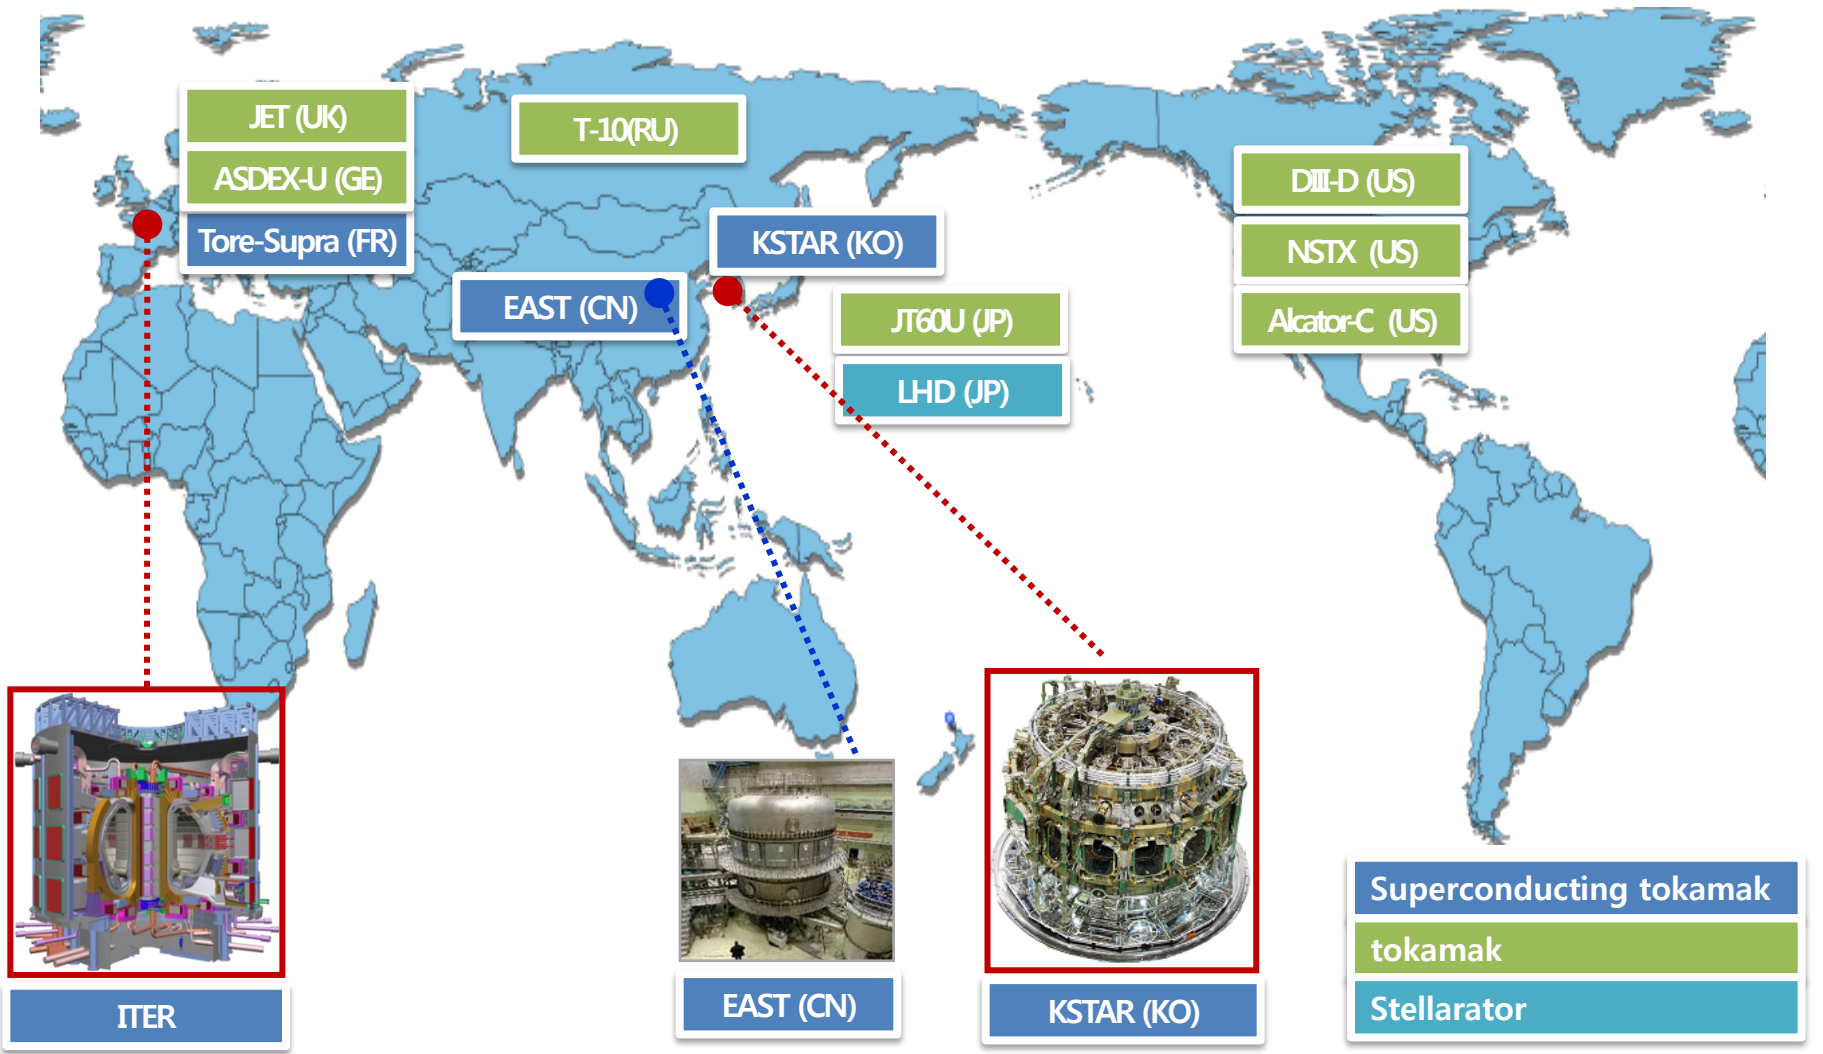 JET (UK)
ASDEX-U (GE)
Tore-Supra (FR)
T-10(RU)
KSTAR (KO)
EAST (CN)
JT60U (JP)
LHD (JP)
DIII-D (US)
NSTX (US)
Alcator-C (US)
ITER
EAST (CN)
KSTAR (KO)
Superconducting tokamak
tokamak
Stellarator